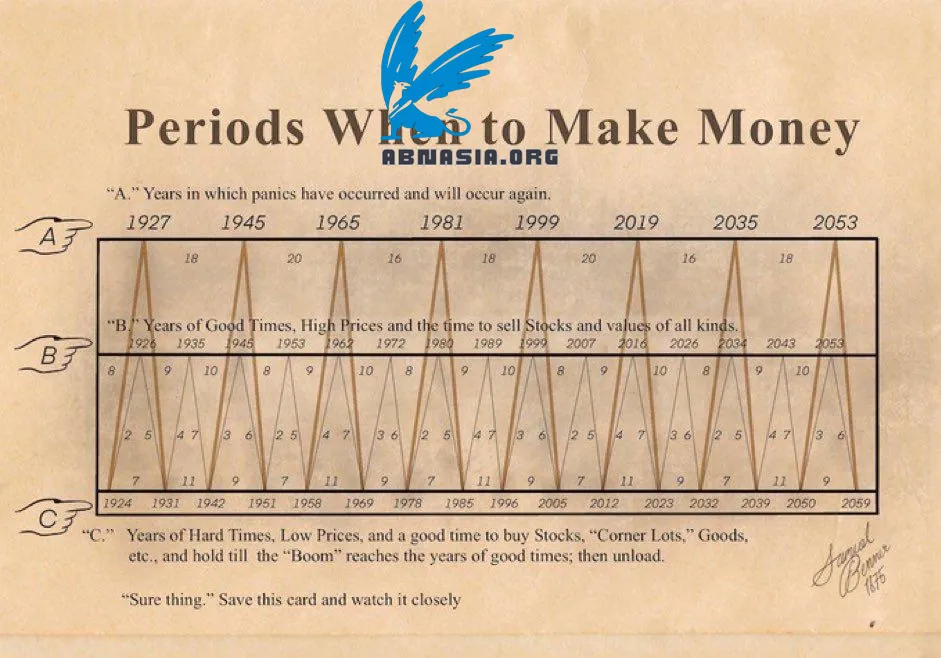 Periods When to Make Money
ABNASIA.ORG
“A.” Years in which panics have occurred and will occur again.
1927 1945 1965 1981 1999 2019 2035 2053
A
18 20 16 18 20 16 18
“B.” Years of Good Times, High Prices and the time to sell Stocks and values of all kinds.
1926 1935 1945 1953 1962 1972 1980 1989 1999 2007 2016 2026 2034 2043 2053
B
8 9 10 8 9 10 8 9 10 8 9 10 8 9 10
2 5 4 7 3 6 2 5 4 7 3 6 2 5 4 7 3 6 2 5 4 7 3 6 2 5 4 7 3 6
7 11 9 7 11 9 7 11 9 7 11 9 7 11 9
1924 1931 1942 1951 1958 1969 1978 1985 1996 2005 2012 2023 2032 2039 2050 2059
C
“C.” Years of Hard Times, Low Prices, and a good time to buy Stocks, “Corner Lots,” Goods,
etc., and hold till the “Boom” reaches the years of good times; then unload.
“Sure thing.” Save this card and watch it closely
Samuel
Benner
1875